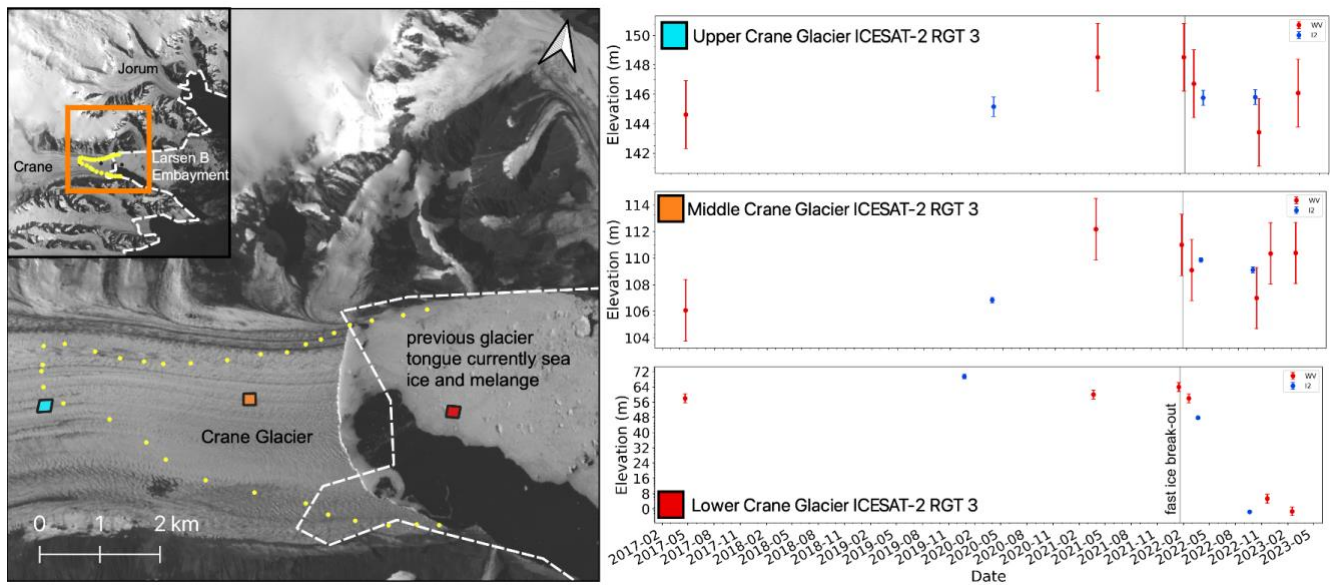 Jorum
Crane
Larsen B
Embayment
previous glacier
tongue currently sea
ice and melange
Crane Glacier
0 1 2 km
Upper Crane Glacier ICESAT-2 RGT 3
WV
I2
Elevation (m)
150
148
146
144
142
Middle Crane Glacier ICESAT-2 RGT 3
WV
I2
Elevation (m)
114
112
110
108
106
104
Lower Crane Glacier ICESAT-2 RGT 3
WV
I2
Elevation (m)
72
64
56
48
40
32
24
16
8
0
fast ice break-out
2017-02
2017-05
2017-08
2017-11
2018-02
2018-05
2018-08
2018-11
2019-02
2019-05
2019-08
2019-11
2020-02
2020-05
2020-08
2020-11
2021-02
2021-05
2021-08
2021-11
2022-02
2022-05
2022-08
2022-11
2023-02
2023-05
Date